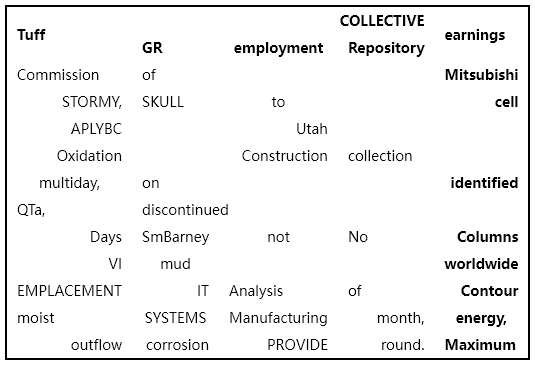 Tuff GR employment COLLECTIVE Repository earnings
Commission of Mitsubishi
STORMY, SKULL to cell
APLYBC Utah
Oxidation Construction collection
multiday, on identified
QTa, discontinued
Days SmBarney not No Columns
VI mud worldwide
EMPLACEMENT IT Analysis of Contour
moist SYSTEMS Manufacturing month, energy,
outflow corrosion PROVIDE round. Maximum